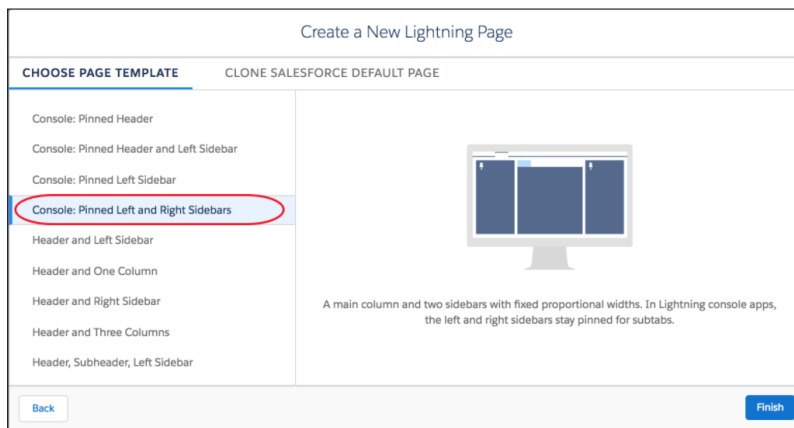 Create a New Lightning Page
CHOOSE PAGE TEMPLATE
CLONE SALESFORCE DEFAULT PAGE
Console: Pinned Header
Console: Pinned Header and Left Sidebar
Console: Pinned Left Sidebar
Console: Pinned Left and Right Sidebars
Header and Left Sidebar
Header and One Column
Header and Right Sidebar
Header and Three Columns
Header, Subheader, Left Sidebar
A main column and two sidebars with fixed proportional widths. In Lightning console apps,
the left and right sidebars stay pinned for subtabs.
Back
Finish